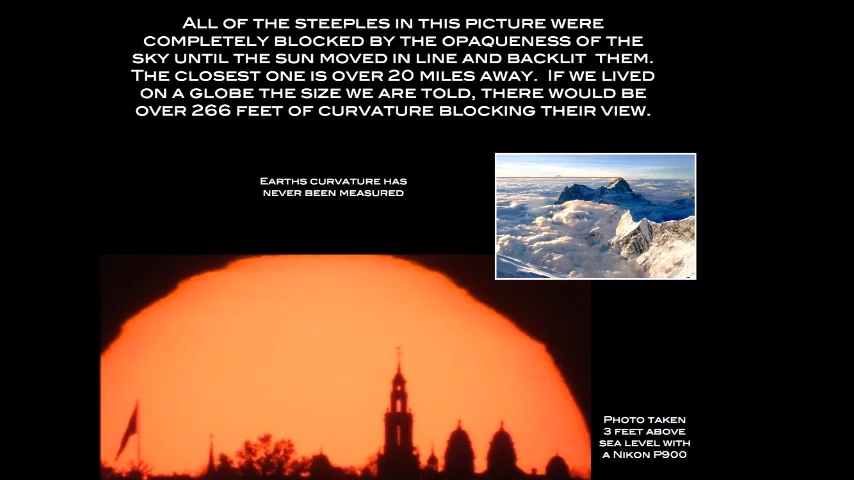 All of the steeples in this picture were
completely blocked by the opaqueness of the
sky until the sun moved in line and backlit them.
The closest one is over 20 miles away. If we lived
on a globe the size we are told, there would be
over 266 feet of curvature blocking their view.
Earths curvature has
never been measured
Photo taken
3 feet above
sea level with
a Nikon P900